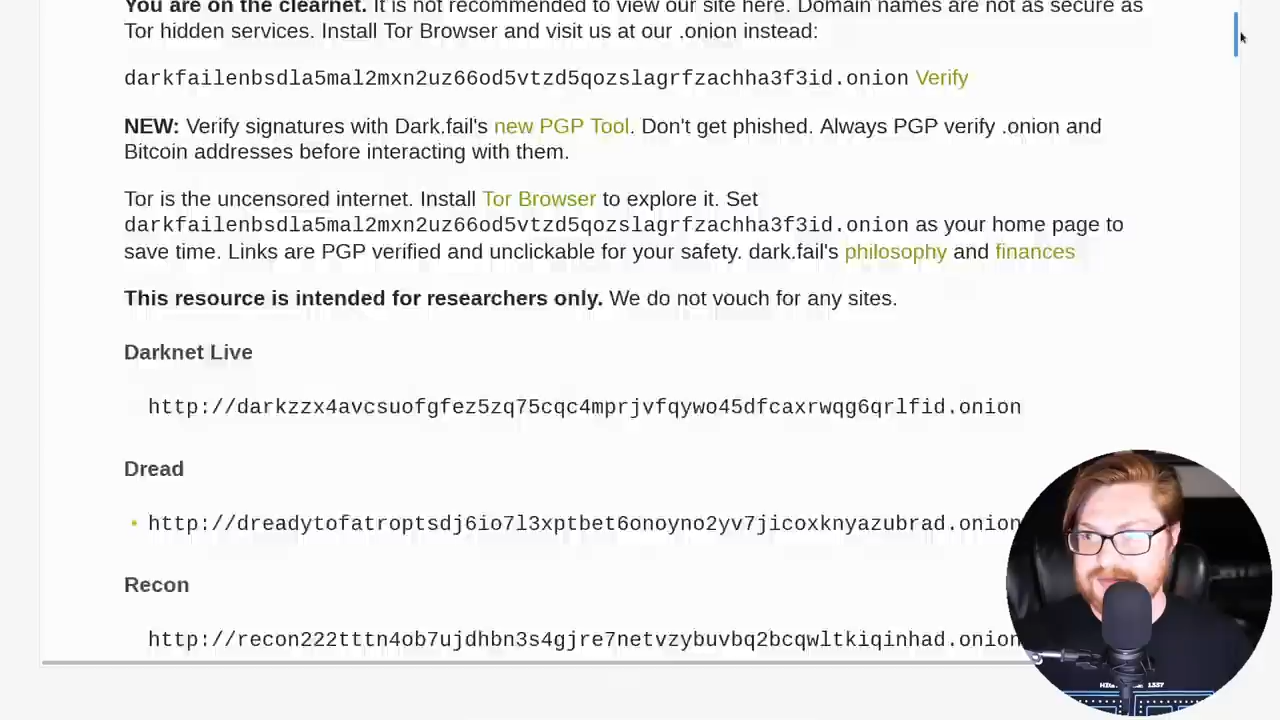 You are on the clearnet. It is not recommended to view our site here. Domain names are not as secure as
Tor hidden services. Install Tor Browser and visit us at our .onion instead:
darkfailenbsdla5mal2mxn2uz66od5vtzd5qozslagrfzachha3f3id.onion Verify
NEW: Verify signatures with Dark.fail's new PGP Tool. Don't get phished. Always PGP verify .onion and
Bitcoin addresses before interacting with them.
Tor is the uncensored internet. Install Tor Browser to explore it. Set
darkfailenbsdla5mal2mxn2uz66od5vtzd5qozslagrfzachha3f3id.onion as your home page to
save time. Links are PGP verified and unclickable for your safety. dark.fail's philosophy and finances
This resource is intended for researchers only. We do not vouch for any sites.
Darknet Live
http://darkzzx4avcsuofgfez5zq75cqc4mprjvfqywo45dfcaxrwqg6qrlfid.onion
Dread
• http://dreadytofatroptsdj6io7l3xptbet6onoyno2yv7jicoxknyazubrad.onion
Recon
http://recon222tttn4ob7ujdhbn3s4gjre7netvzybuvbq2bcqwltkiqinhad.onion